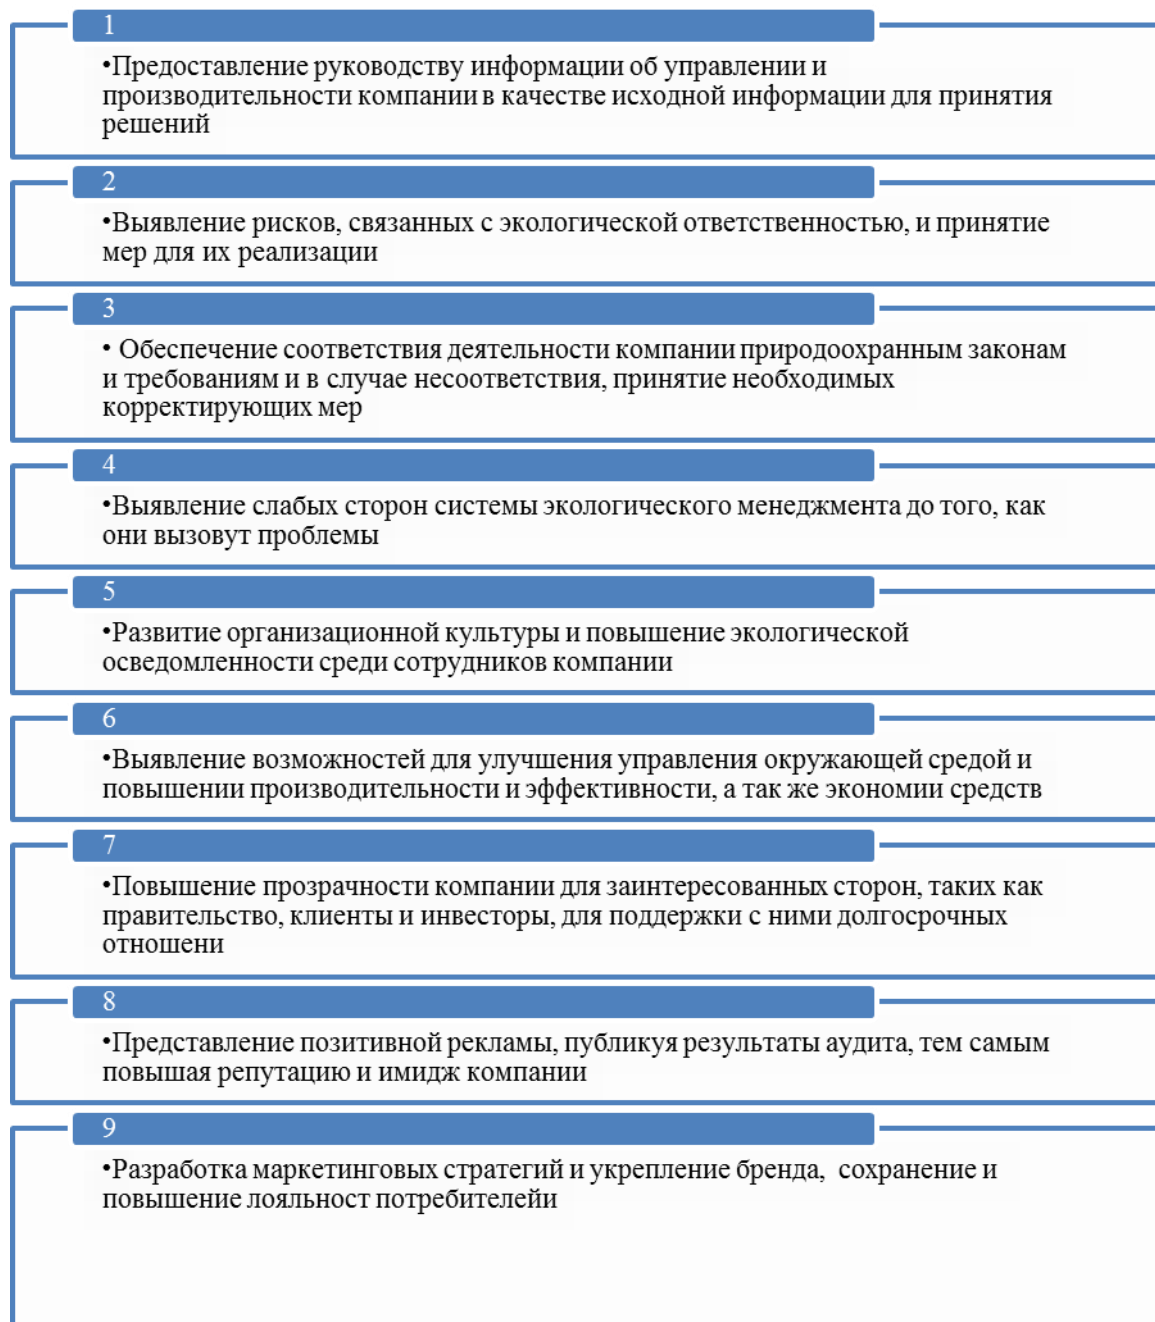 1
•Предоставление руководству информации об управлении и
производительности компании в качестве исходной информации для принятия
решений
2
•Выявление рисков, связанных с экологической ответственностью, и принятие
мер для их реализации
3
• Обеспечение соответствия деятельности компании природоохранным законам
и требованиям и в случае несоответствия, принятие необходимых
корректирующих мер
4
•Выявление слабых сторон системы экологического менеджмента до того, как
они вызовут проблемы
5
•Развитие организационной культуры и повышение экологической
осведомленности среди сотрудников компании
6
•Выявление возможностей для улучшения управления окружающей средой и
повышении производительности и эффективности, а так же экономии средств
7
•Повышение прозрачности компании для заинтересованных сторон, таких как
правительство, клиенты и инвесторы, для поддержки с ними долгосрочных
отношени
8
•Представление позитивной рекламы, публикуя результаты аудита, тем самым
повышая репутацию и имидж компании
9
•Разработка маркетинговых стратегий и укрепление бренда,  сохранение и
повышение лояльност потребителейи